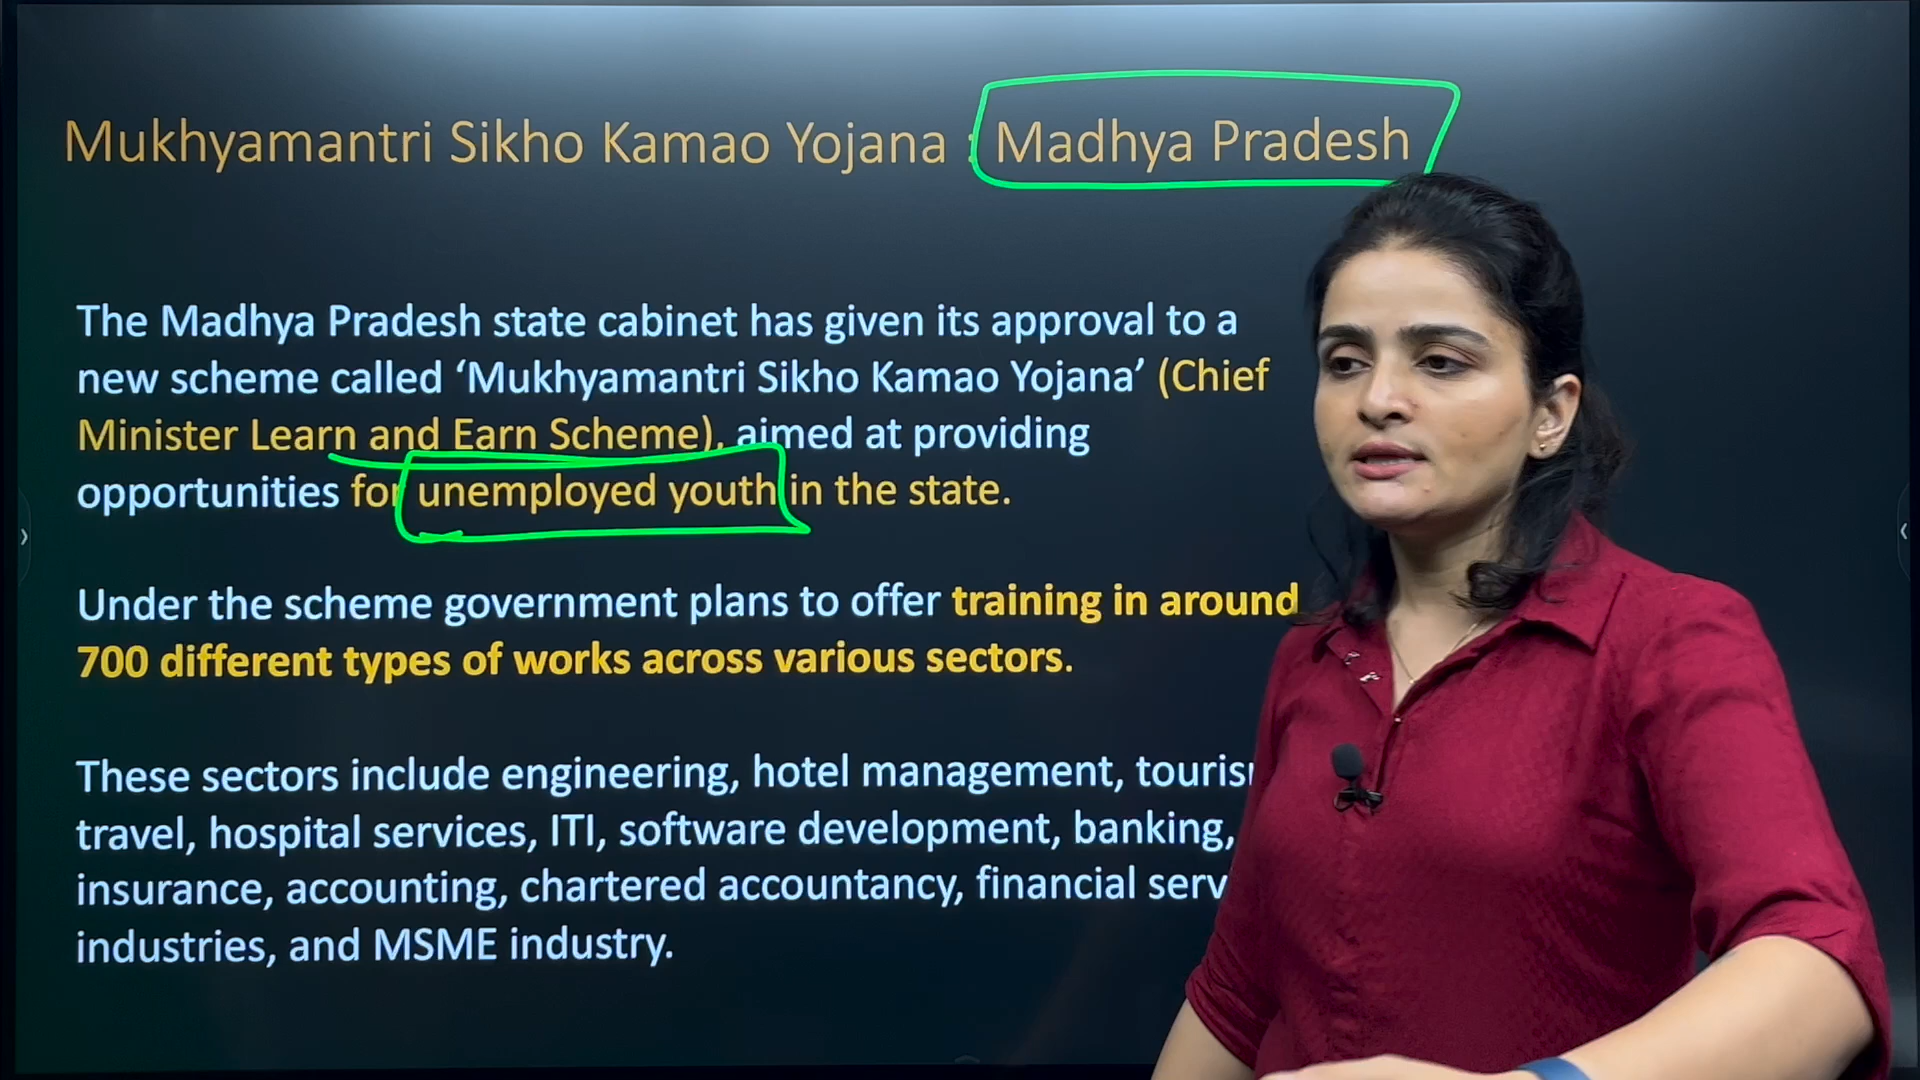 Mukhyamantri Sikho Kamao Yojana : Madhya Pradesh
The Madhya Pradesh state cabinet has given its approval to a
new scheme called ‘Mukhyamantri Sikho Kamao Yojana’ (Chief
Minister Learn and Earn Scheme), aimed at providing
opportunities for unemployed youth in the state.
Under the scheme government plans to offer training in around
700 different types of works across various sectors.
These sectors include engineering, hotel management,
travel, hospital services, ITI, software development, banking,
insurance, accounting, chartered accountancy, financial
industries, and MSME industry.